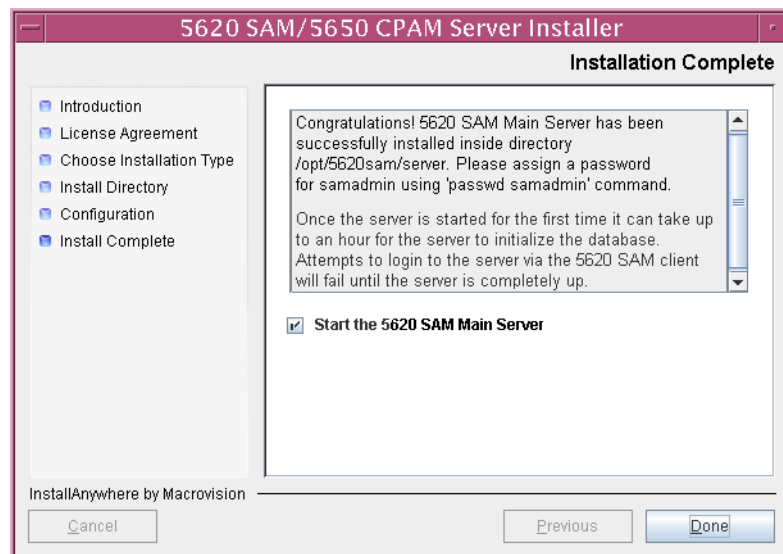 5620 SAM/5650 CPAM Server Installer
Installation Complete
Introduction
License Agreement
Choose Installation Type
Install Directory
Configuration
Install Complete
Congratulations! 5620 SAM Main Server has been
successfully installed inside directory
/opt/5620sam/server. Please assign a password
for samadmin using 'passwd samadmin' command.
Once the server is started for the first time it can take up
to an hour for the server to initialize the database.
Attempts to login to the server via the 5620 SAM client
will fail until the server is completely up.
Start the 5620 SAM Main Server
InstallAnywhere by Macrovision
Cancel
Previous
Done